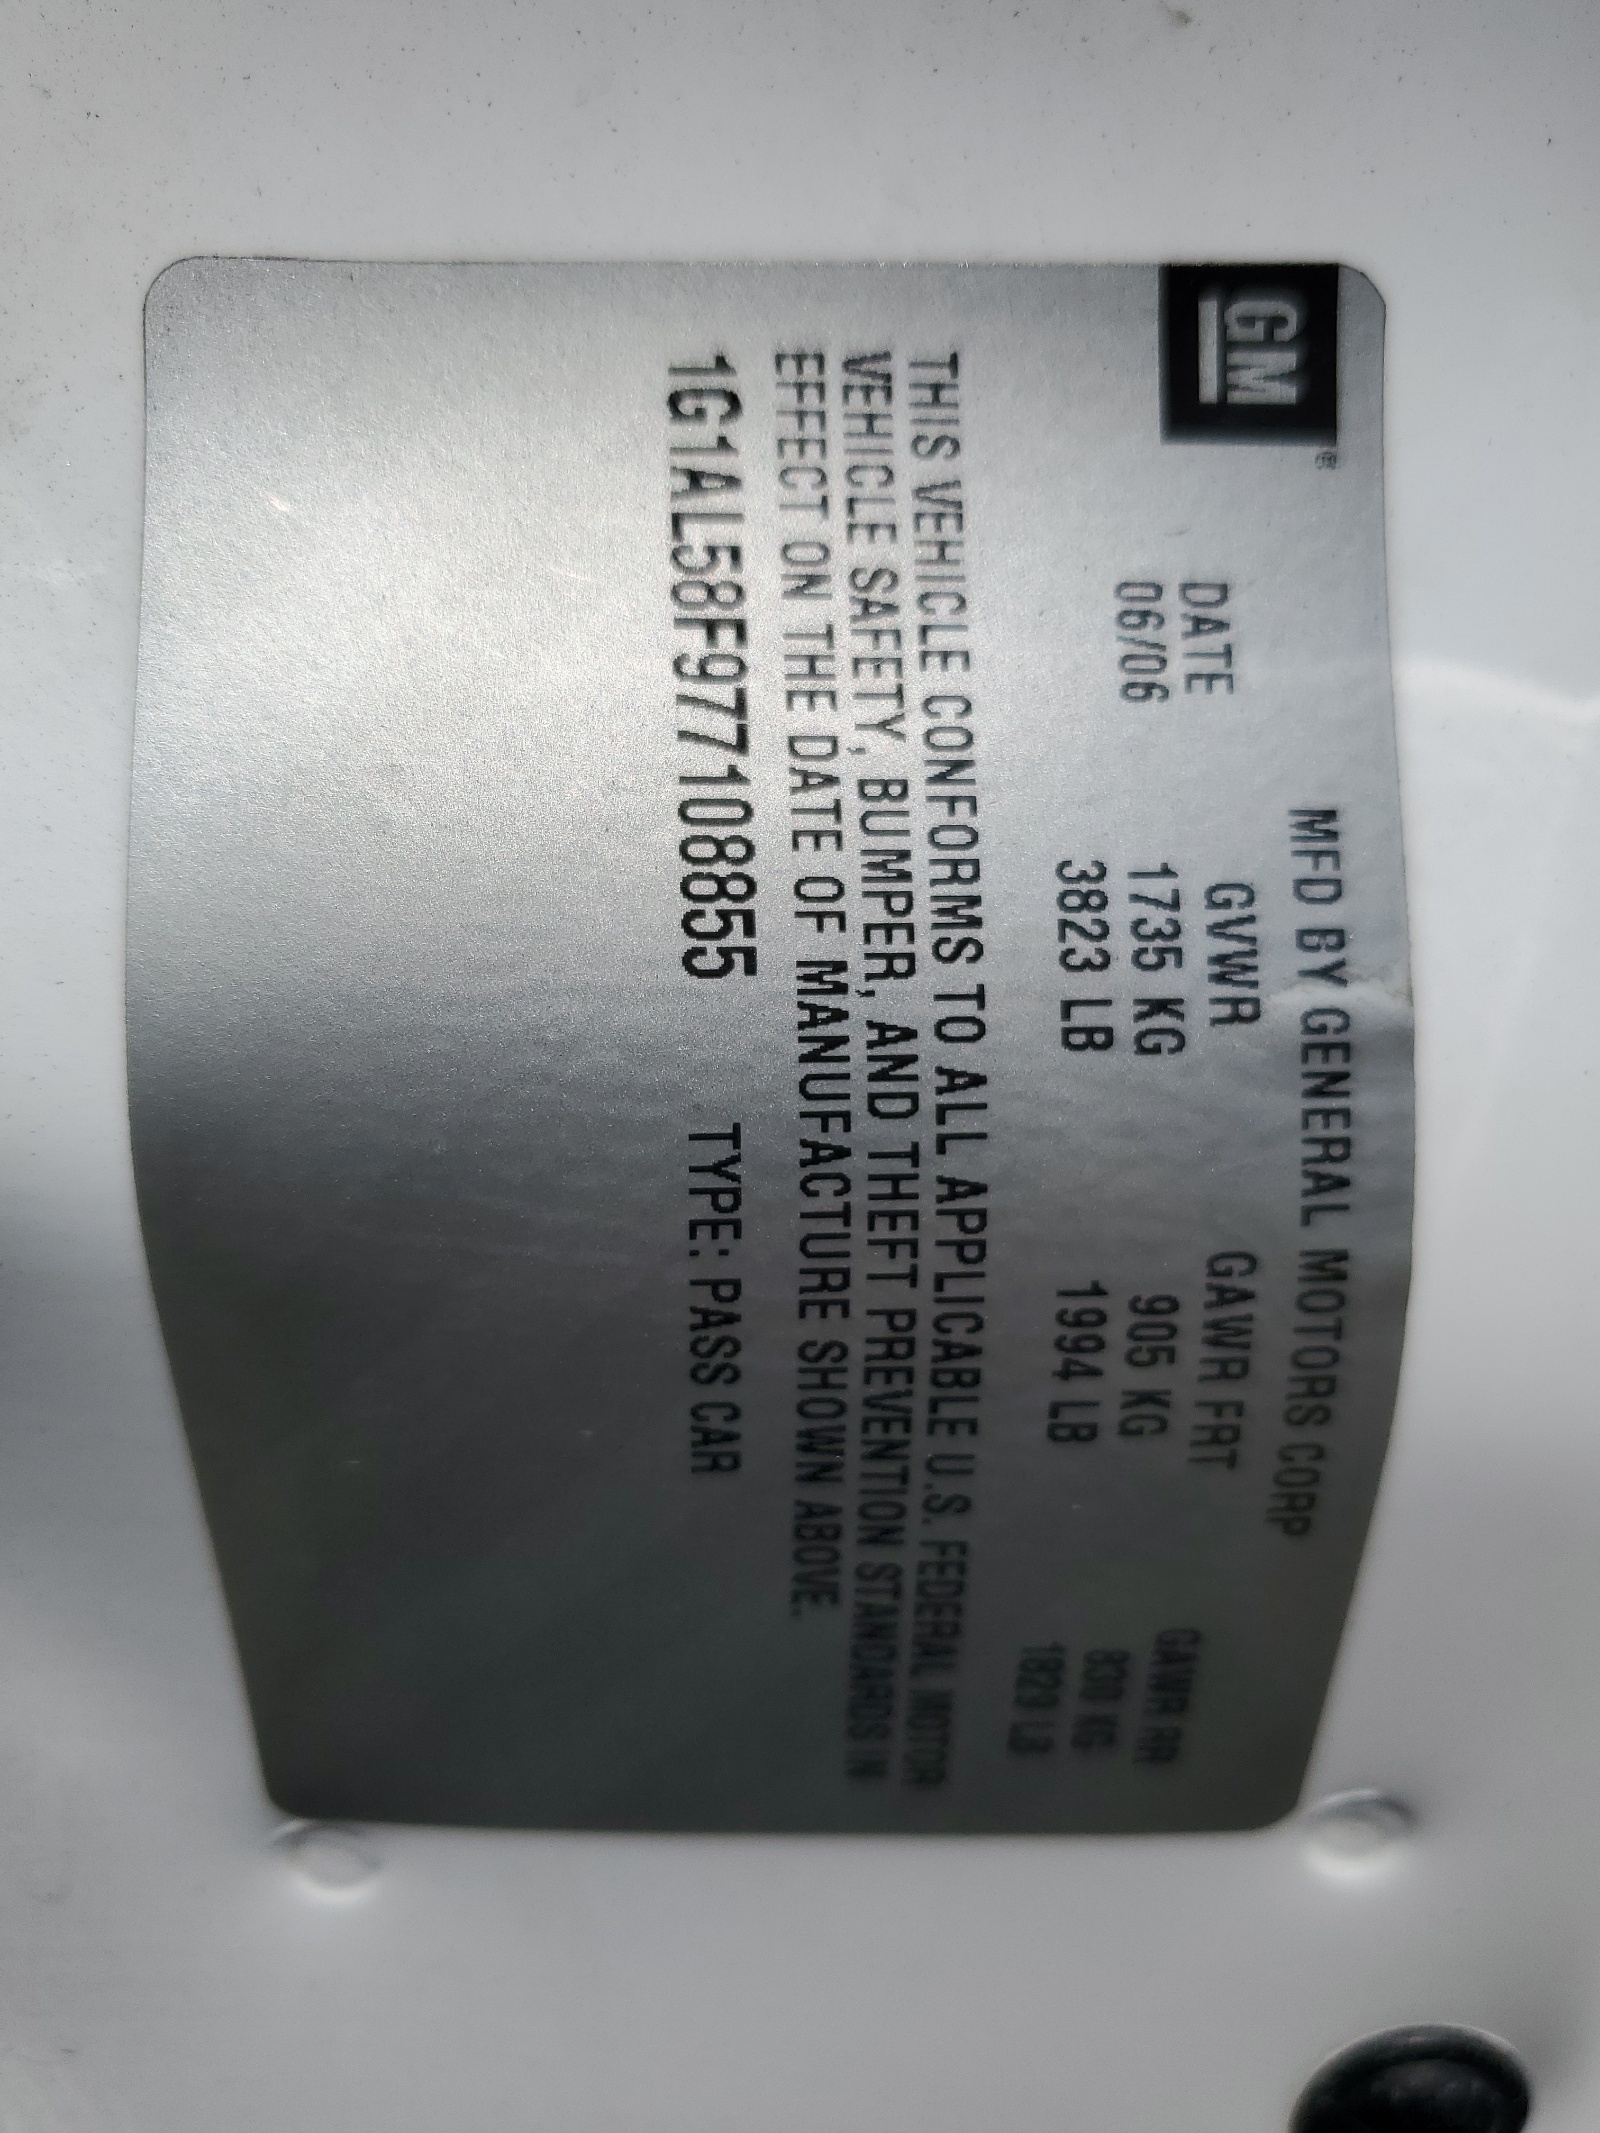 GM®
MFD BY GENERAL MOTORS CORP
DATE GVWR GAWR FRT GAWR RR
06/06 1735 KG 905 KG 830 KG
3823 LB 1994 LB 1829 LB
THIS VEHICLE CONFORMS TO ALL APPLICABLE U.S. FEDERAL MOTOR
VEHICLE SAFETY, BUMPER, AND THEFT PREVENTION STANDARDS IN
EFFECT ON THE DATE OF MANUFACTURE SHOWN ABOVE.
1G1AL58F977108855 TYPE: PASS CAR